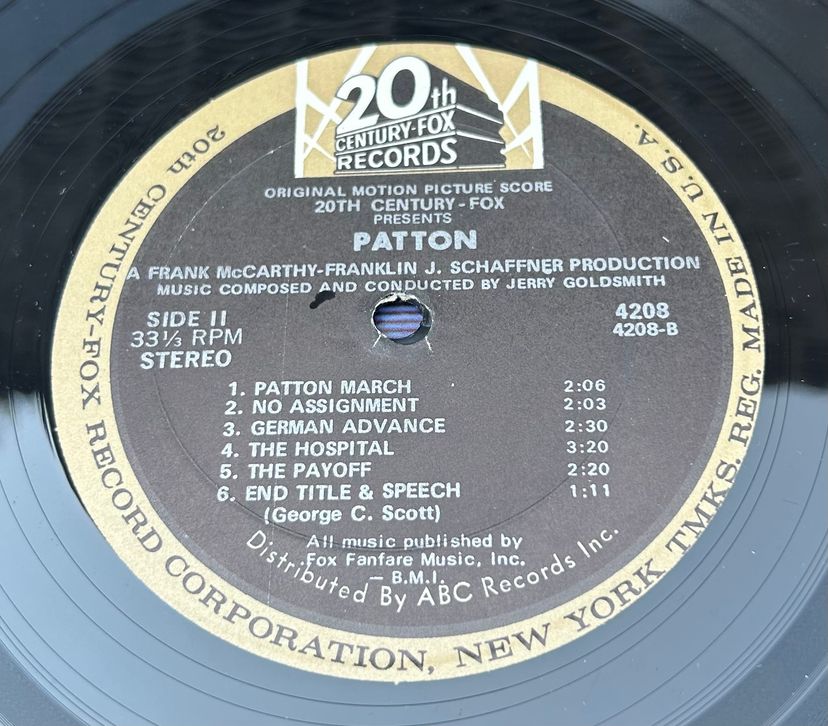 20th
CENTURY-FOX
RECORDS
ORIGINAL MOTION PICTURE SCORE
20TH CENTURY-FOX
PRESENTS
PATTON
A FRANK McCARTHY-FRANKLIN J. SCHAFFNER PRODUCTION
MUSIC COMPOSED AND CONDUCTED BY JERRY GOLDSMITH
SIDE II
33⅓ RPM
STEREO
4208
4208-B
1. PATTON MARCH 2:06
2. NO ASSIGNMENT 2:03
3. GERMAN ADVANCE 2:30
4. THE HOSPITAL 3:20
5. THE PAYOFF 2:20
6. END TITLE & SPEECH 1:11
(George C. Scott)
All music published by
Fox Fanfare Music, Inc.
– B.M.I.
Distributed By ABC Records Inc.
20th CENTURY-FOX RECORD CORPORATION, NEW YORK TMKS. REG. MADE IN U.S.A.